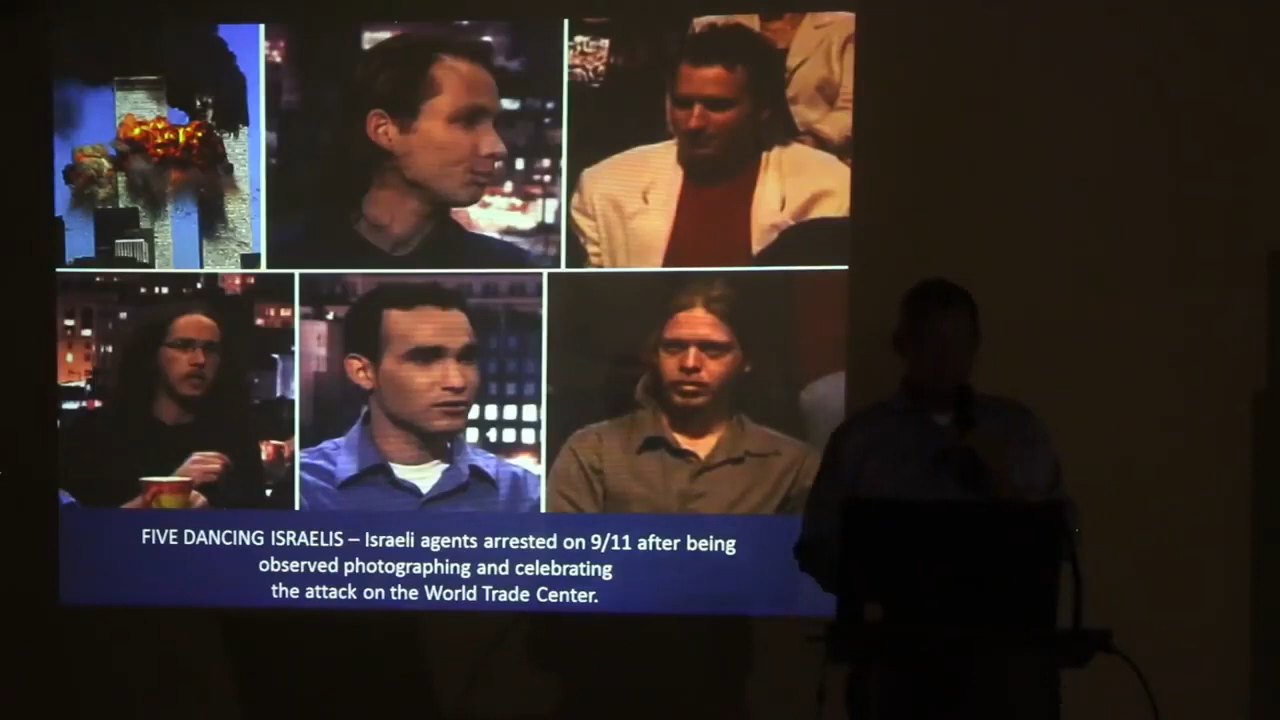 FIVE DANCING ISRAELIS – Israeli agents arrested on 9/11 after being
observed photographing and celebrating
the attack on the World Trade Center.